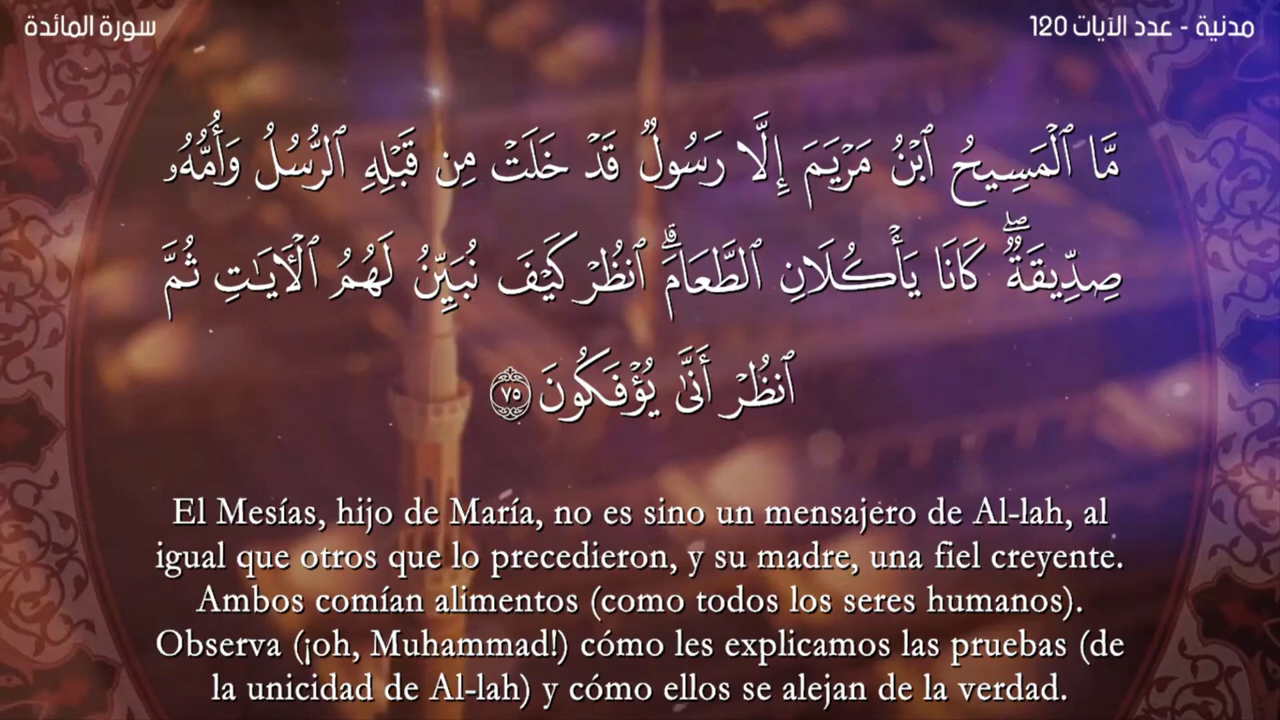 سورة المائدة
مدنية - عدد الآيات 120
مَّا ٱلْمَسِيحُ ٱبْنُ مَرْيَمَ إِلَّا رَسُولٌ قَدْ خَلَتْ مِن قَبْلِهِ ٱلرُّسُلُ وَأُمُّهُۥ
صِدِّيقَةٌۖ كَانَا يَأْكُلَانِ ٱلطَّعَامَۗ ٱنظُرْ كَيْفَ نُبَيِّنُ لَهُمُ ٱلْـَٔايَـٰتِ ثُمَّ
ٱنظُرْ أَنَّىٰ يُؤْفَكُونَ ٧٥
El Mesías, hijo de María, no es sino un mensajero de Al-lah, al
igual que otros que lo precedieron, y su madre, una fiel creyente.
Ambos comían alimentos (como todos los seres humanos).
Observa (¡oh, Muhammad!) cómo les explicamos las pruebas (de
la unicidad de Al-lah) y cómo ellos se alejan de la verdad.